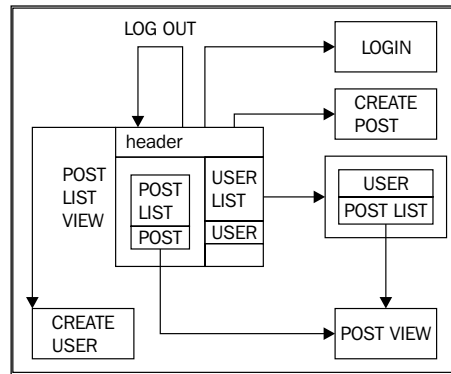 LOG OUT
LOGIN
CREATE
POST
header
POST
LIST
VIEW
POST
LIST
POST
USER
LIST
USER
USER
POST LIST
CREATE
USER
POST VIEW